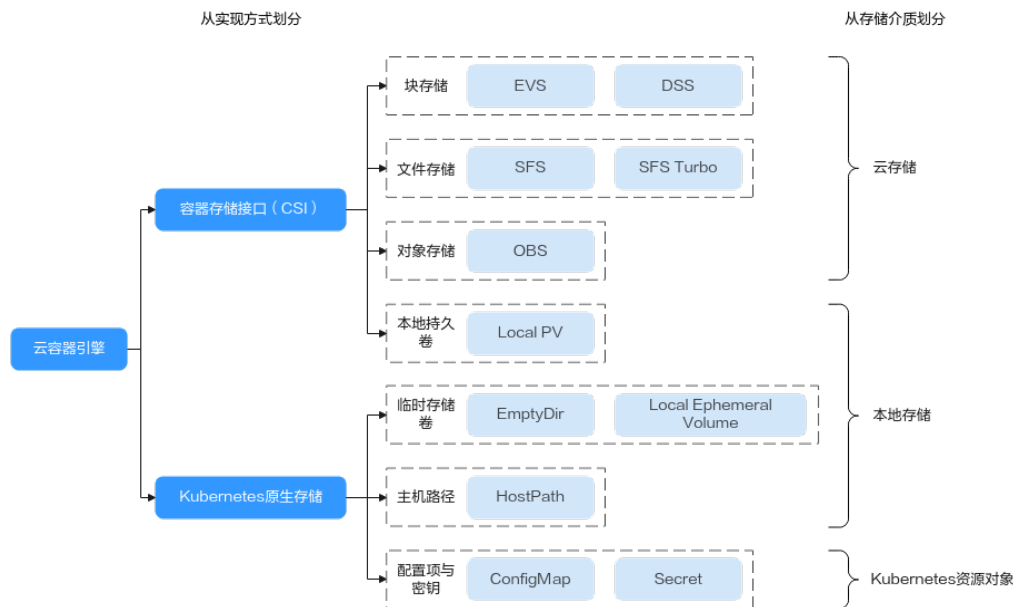 从实现方式划分
从存储介质划分
块存储
EVS
DSS
文件存储
SFS
SFS Turbo
云存储
容器存储接口（CSI）
对象存储
OBS
本地持久
卷
Local PV
云容器引擎
临时存储
卷
EmptyDir
Local Ephemeral
Volume
本地存储
Kubernetes原生存储
主机路径
HostPath
配置项与
密钥
ConfigMap
Secret
Kubernetes资源对象